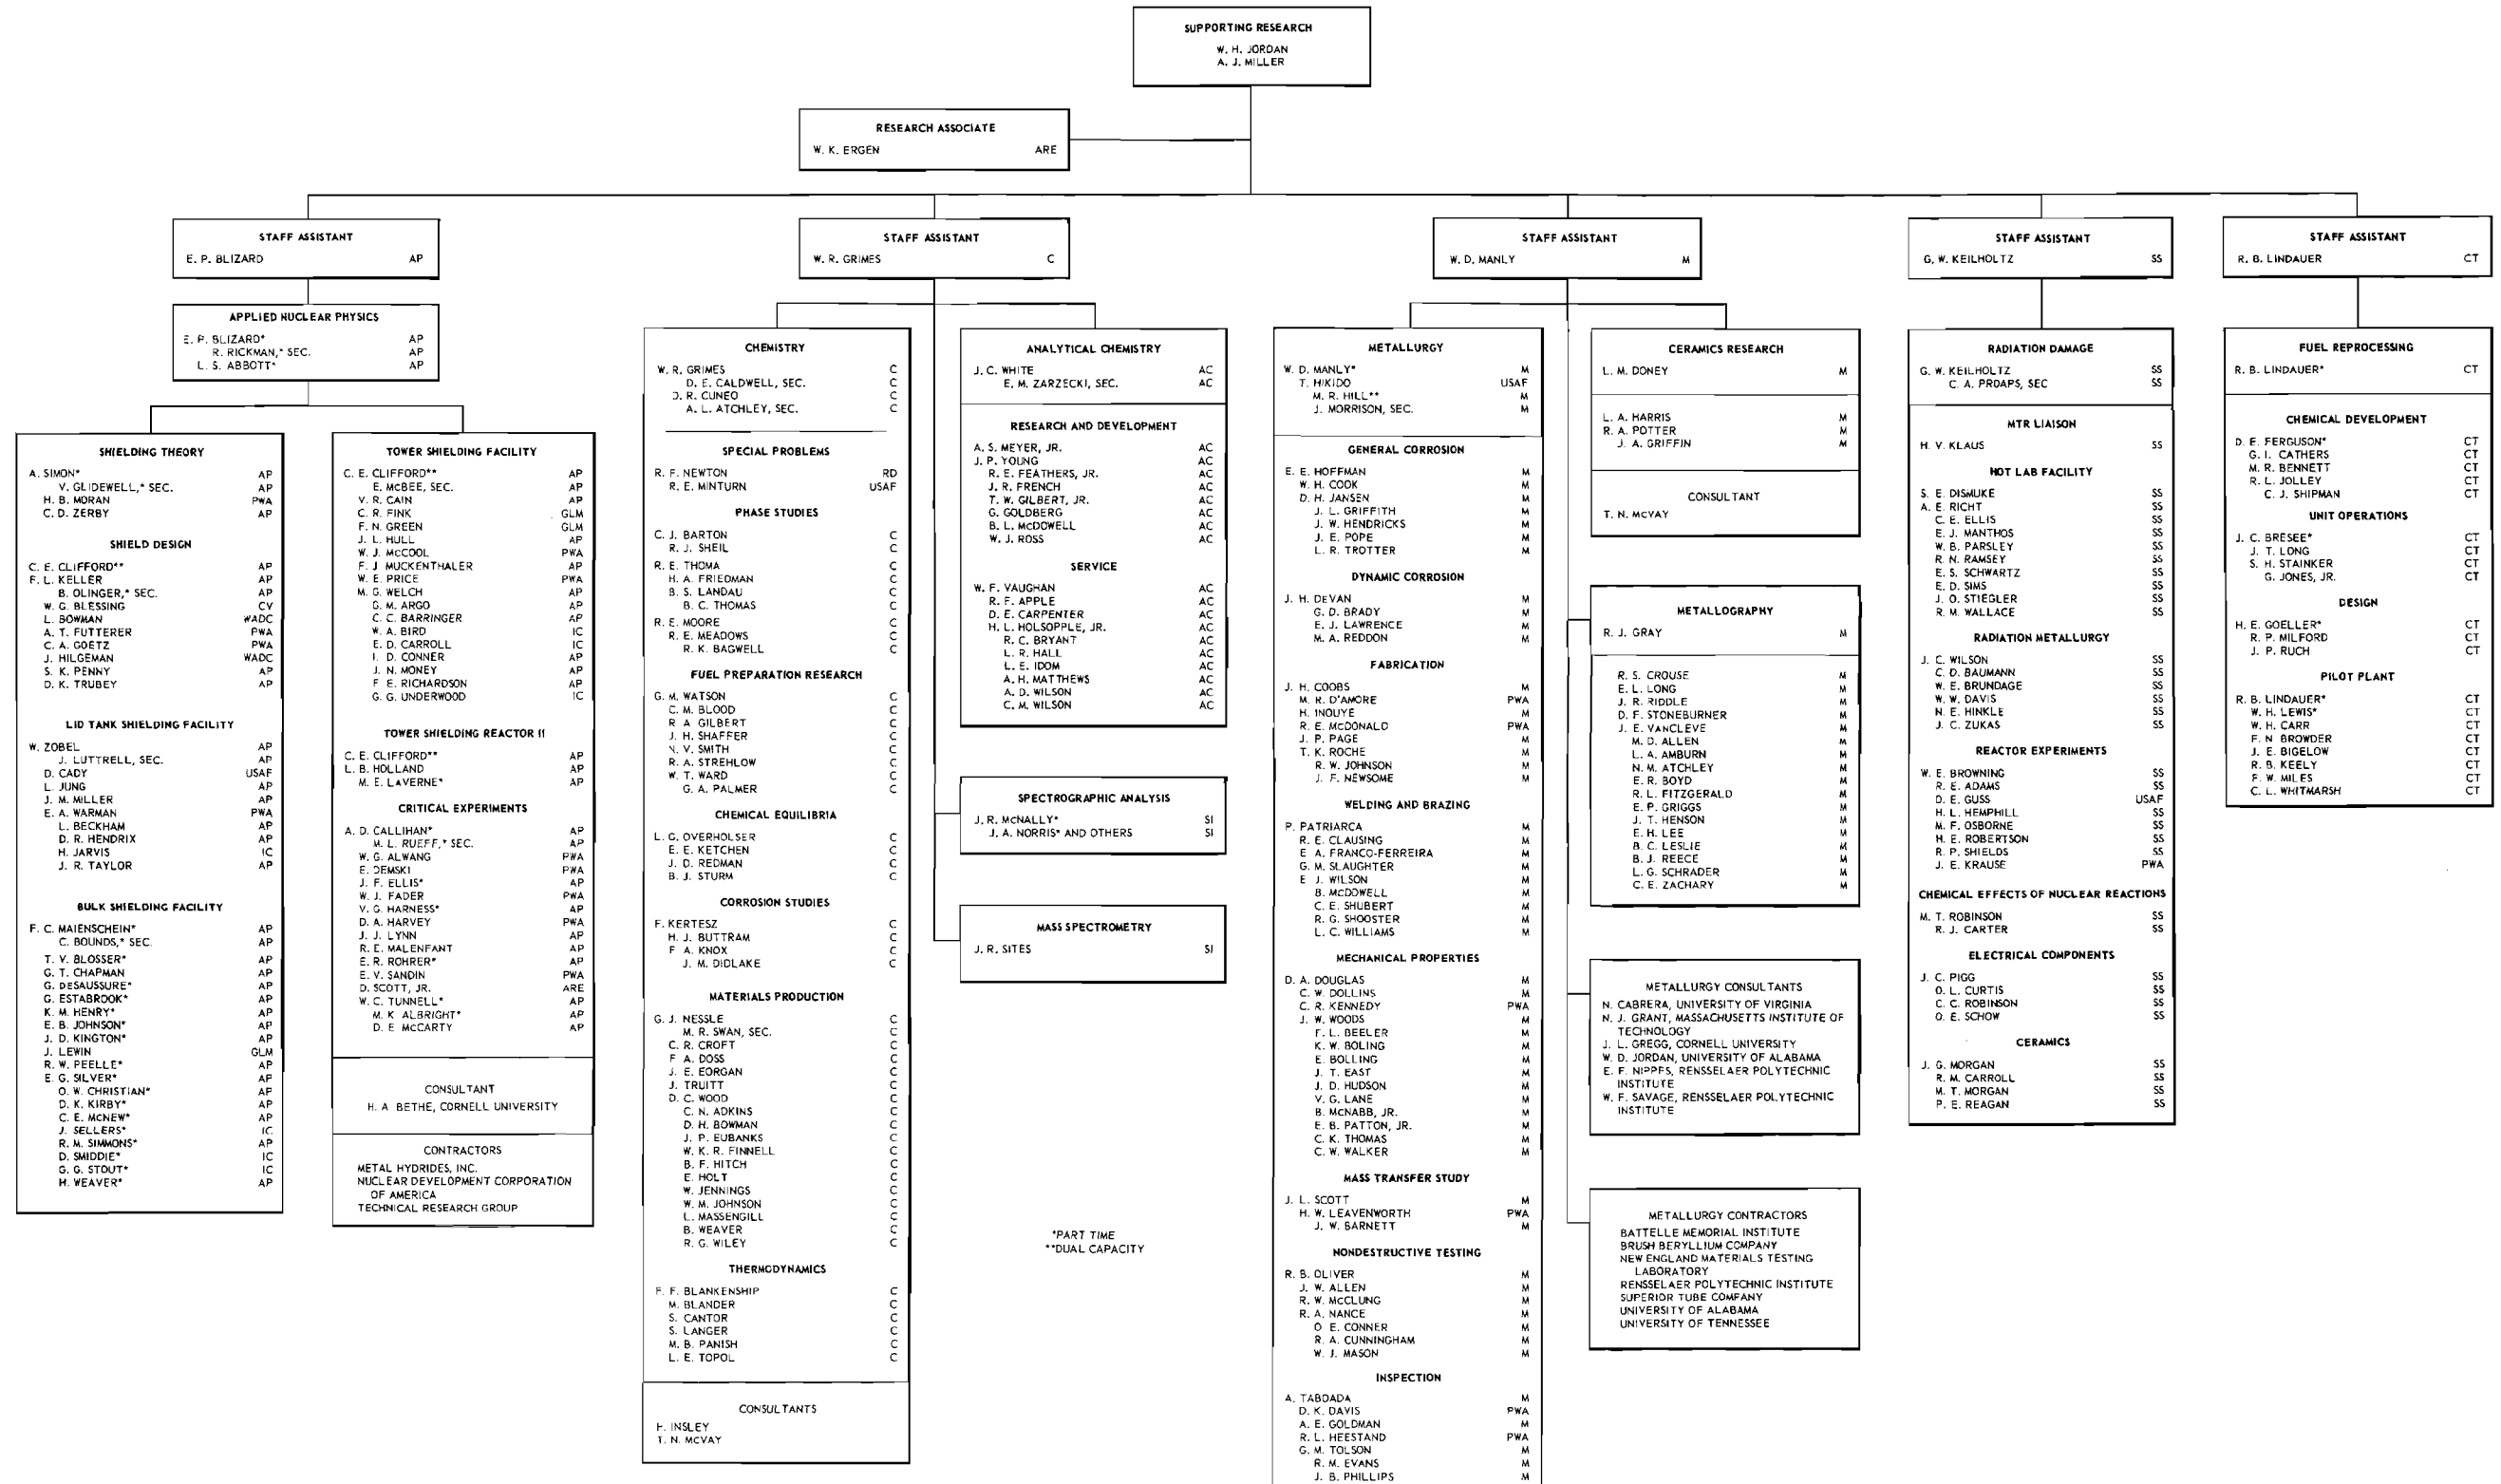 SUPPORTING RESEARCH
W. H. JORDAN
A. J. MILLER
RESEARCH ASSOCIATE
W. K. ERGEN ARE
STAFF ASSISTANT
E. P. BLIZARD AP
APPLIED NUCLEAR PHYSICS
E. P. BLIZARD* AP
R. RICKMAN,* SEC. AP
L. S. ABBOTT* AP
SHIELDING THEORY
A. SIMON* AP
V. GLIDEWELL,* SEC. AP
H. B. MORAN PWA
C. D. ZERBY AP
SHIELD DESIGN
C. E. CLIFFORD** AP
F. L. KELLER AP
B. OLINGER,* SEC. AP
W. G. BLESSING CV
L. BOWMAN WADC
A. T. FUTTERER PWA
C. A. GOETZ PWA
J. HILGEMAN WADC
S. K. PENNY AP
D. K. TRUBEY AP
LID TANK SHIELDING FACILITY
W. ZOBEL AP
J. LUTTRELL, SEC. AP
D. CADY USAF
L. JUNG AP
J. M. MILLER AP
E. A. WARMAN PWA
L. BECKHAM AP
D. R. HENDRIX AP
H. JARVIS IC
J. R. TAYLOR AP
BULK SHIELDING FACILITY
F. C. MAIENSCHEIN* AP
C. BOUNDS,* SEC. AP
T. V. BLOSSER* AP
G. T. CHAPMAN AP
G. DESAUSSURE* AP
G. ESTABROOK* AP
K. M. HENRY* AP
E. B. JOHNSON* AP
J. D. KINGTON* AP
J. LEWIN GLM
R. W. PEELLE* AP
E. G. SILVER* AP
O. W. CHRISTIAN* AP
D. K. KIRBY* AP
C. E. MCNEW* AP
J. SELLERS* IC
R. M. SIMMONS* AP
D. SMIDDIE* IC
G. G. STOUT* IC
H. WEAVER* AP
TOWER SHIELDING FACILITY
C. E. CLIFFORD** AP
E. McBEE, SEC. AP
V. R. CAIN AP
C. R. FINK GLM
F. N. GREEN GLM
J. L. HULL AP
W. J. McCOOL PWA
F. J MUCKENTHALER AP
W. E. PRICE PWA
M. G. WELCH AP
G. M. ARGO AP
C. C. BARRINGER AP
W. A. BIRD IC
E. D. CARROLL IC
I. D. CONNER AP
J. N. MONEY AP
F E. RICHARDSON AP
G. G. UNDERWOOD IC
TOWER SHIELDING REACTOR II
C. E. CLIFFORD** AP
L. B. HOLLAND AP
M. E. LAVERNE* AP
CRITICAL EXPERIMENTS
A. D. CALLIHAN* AP
M. L. RUEFF,* SEC. AP
W. G. ALWANG PWA
E. DEMSKI PWA
J. F. ELLIS* AP
W. J. FADER PWA
V. G. HARNESS* AP
D. A. HARVEY PWA
J. J. LYNN AP
R. E. MALENFANT AP
E. R. ROHRER* AP
E. V. SANDIN PWA
D. SCOTT, JR. ARE
W. C. TUNNELL* AP
M. K ALBRIGHT* AP
D. E McCARTY AP
CONSULTANT
H. A BETHE, CORNELL UNIVERSITY
CONTRACTORS
METAL HYDRIDES, INC.
NUCLEAR DEVELOPMENT CORPORATION
OF AMERICA
TECHNICAL RESEARCH GROUP
STAFF ASSISTANT
W. R. GRIMES C
CHEMISTRY
W. R. GRIMES C
D. E. CALDWELL, SEC. C
D. R. CUNEO C
A. L. ATCHLEY, SEC. C
SPECIAL PROBLEMS
R. F. NEWTON RD
R. E. MINTURN USAF
PHASE STUDIES
C. J. BARTON C
R. J. SHEIL C
R. E. THOMA C
H. A. FRIEDMAN C
B. S. LANDAU C
B. C. THOMAS C
R. E. MOORE C
R. E. MEADOWS C
R. K. BAGWELL C
FUEL PREPARATION RESEARCH
G. M. WATSON C
C. M. BLOOD C
R A GILBERT C
J. H. SHAFFER C
N. V. SMITH C
R. A. STREHLOW C
W. T. WARD C
G. A. PALMER C
CHEMICAL EQUILIBRIA
L. G. OVERHOLSER C
E. E. KETCHEN C
J. D. REDMAN C
B. J. STURM C
CORROSION STUDIES
F. KERTESZ C
H. J. BUTTRAM C
F A. KNOX C
J. M. DIDLAKE C
MATERIALS PRODUCTION
G. J. NESSLE C
M. R. SWAN, SEC. C
C. R. CROFT C
F A. DOSS C
J. E. EORGAN C
J. TRUITT C
D. C. WOOD C
C. N. ADKINS C
D. H. BOWMAN C
J. P. EUBANKS C
W. K. R. FINNELL C
B. F. HITCH C
E. HOLT C
W. JENNINGS C
W. M. JOHNSON C
L. MASSENGILL C
B. WEAVER C
R. G. WILEY C
THERMODYNAMICS
F. F. BLANKENSHIP C
M. BLANDER C
S. CANTOR C
S. LANGER C
M. B. PANISH C
L. E. TOPOL C
CONSULTANTS
H. INSLEY
T. N. MCVAY
ANALYTICAL CHEMISTRY
J. C. WHITE AC
E. M. ZARZECKI, SEC. AC
RESEARCH AND DEVELOPMENT
A. S. MEYER, JR. AC
J. P. YOUNG AC
R. E. FEATHERS, JR. AC
J. R. FRENCH AC
T. W. GILBERT, JR. AC
G. GOLDBERG AC
B. L. McDOWELL AC
W. J. ROSS AC
SERVICE
W. F. VAUGHAN AC
R. F. APPLE AC
D. E. CARPENTER AC
H. L. HOLSOPPLE, JR. AC
R. C. BRYANT AC
L. R. HALL AC
L. E. IDOM AC
A. H. MATTHEWS AC
A. D. WILSON AC
C. M. WILSON AC
SPECTROGRAPHIC ANALYSIS
J. R. McNALLY* SI
J. A. NORRIS* AND OTHERS SI
MASS SPECTROMETRY
J. R. SITES SI
*PART TIME
**DUAL CAPACITY
STAFF ASSISTANT
W. D. MANLY M
METALLURGY
W. D. MANLY* M
T. HIKIDO USAF
M. R. HILL** M
J. MORRISON, SEC. M
GENERAL CORROSION
E. E. HOFFMAN M
W. H. COOK M
D. H. JANSEN M
J. L. GRIFFITH M
J. W. HENDRICKS M
J. E. POPE M
L. R. TROTTER M
DYNAMIC CORROSION
J. H. DEVAN M
G. D. BRADY M
E. J. LAWRENCE M
M. A. REDDON M
FABRICATION
J. H. COOBS M
M. R. D'AMORE PWA
H. INOUYE M
R. E. McDONALD PWA
J. P. PAGE M
T. K. ROCHE M
R. W. JOHNSON M
J. F. NEWSOME M
WELDING AND BRAZING
P. PATRIARCA M
R. E. CLAUSING M
E A. FRANCO-FERREIRA M
G. M. SLAUGHTER M
E J. WILSON M
B. McDOWELL M
C. E. SHUBERT M
R. G. SHOOSTER M
L. C. WILLIAMS M
MECHANICAL PROPERTIES
D. A. DOUGLAS M
C. W. DOLLINS M
C. R. KENNEDY PWA
J. W. WOODS M
F. L. BEELER M
K. W. BOLING M
E. BOLLING M
J. T. EAST M
J. D. HUDSON M
V. G. LANE M
B. McNABB, JR. M
E. B. PATTON, JR. M
C. K. THOMAS M
C. W. WALKER M
MASS TRANSFER STUDY
J. L. SCOTT M
H. W. LEAVENWORTH PWA
J. W. BARNETT M
NONDESTRUCTIVE TESTING
R. B. OLIVER M
J. W. ALLEN M
R. W. McCLUNG M
R. A. NANCE M
O E. CONNER M
R. A. CUNNINGHAM M
W. J. MASON M
INSPECTION
A. TABOADA M
D. K. DAVIS PWA
A. E. GOLDMAN M
R. L. HEESTAND PWA
G. M. TOLSON M
R. M. EVANS M
J. B. PHILLIPS M
CERAMICS RESEARCH
L. M. DONEY M
L. A. HARRIS M
R. A. POTTER M
J. A. GRIFFIN M
CONSULTANT
T. N. McVAY
METALLOGRAPHY
R. J. GRAY M
R. S. CROUSE M
E. L. LONG M
J. R. RIDDLE M
D. F. STONEBURNER M
J. E. VANCLEVE M
M. D. ALLEN M
L. A. AMBURN M
N. M. ATCHLEY M
E. R. BOYD M
R. L. FITZGERALD M
E. P. GRIGGS M
J. T. HENSON M
E. H. LEE M
B. C. LESLIE M
B. J. REECE M
L. G. SCHRADER M
C. E. ZACHARY M
METALLURGY CONSULTANTS
N. CABRERA, UNIVERSITY OF VIRGINIA
N. J. GRANT, MASSACHUSETTS INSTITUTE OF
TECHNOLOGY
J. L. GREGG, CORNELL UNIVERSITY
W. D. JORDAN, UNIVERSITY OF ALABAMA
E. F. NIPPES, RENSSELAER POLYTECHNIC
INSTITUTE
W. F. SAVAGE, RENSSELAER POLYTECHNIC
INSTITUTE
METALLURGY CONTRACTORS
BATTELLE MEMORIAL INSTITUTE
BRUSH BERYLLIUM COMPANY
NEW ENGLAND MATERIALS TESTING
LABORATORY
RENSSELAER POLYTECHNIC INSTITUTE
SUPERIOR TUBE COMPANY
UNIVERSITY OF ALABAMA
UNIVERSITY OF TENNESSEE
STAFF ASSISTANT
G. W. KEILHOLTZ SS
RADIATION DAMAGE
G. W. KEILHOLTZ SS
C. A. PROAPS, SEC SS
MTR LIAISON
H. V. KLAUS SS
HOT LAB FACILITY
S. E. DISMUKE SS
A. E. RICHT SS
C. E. ELLIS SS
E. J. MANTHOS SS
W. B. PARSLEY SS
R. N. RAMSEY SS
E. S. SCHWARTZ SS
E. D. SIMS SS
J. O. STIEGLER SS
R. M. WALLACE SS
RADIATION METALLURGY
J. C. WILSON SS
C. D. BAUMANN SS
W. E. BRUNDAGE SS
W. W. DAVIS SS
N. E. HINKLE SS
J. C. ZUKAS SS
REACTOR EXPERIMENTS
W. E. BROWNING SS
R. E. ADAMS SS
D. E. GUSS USAF
H. L. HEMPHILL SS
M. F. OSBORNE SS
H. E. ROBERTSON SS
R. P. SHIELDS SS
J. E. KRAUSE PWA
CHEMICAL EFFECTS OF NUCLEAR REACTIONS
M. T. ROBINSON SS
R. J. CARTER SS
ELECTRICAL COMPONENTS
J. C. PIGG SS
O. L. CURTIS SS
C. C. ROBINSON SS
O. E. SCHOW SS
CERAMICS
J. G. MORGAN SS
R. M. CARROLL SS
M. T. MORGAN SS
P. E. REAGAN SS
STAFF ASSISTANT
R. B. LINDAUER CT
FUEL REPROCESSING
R. B. LINDAUER* CT
CHEMICAL DEVELOPMENT
D. E. FERGUSON* CT
G. I. CATHERS CT
M. R. BENNETT CT
R. L. JOLLEY CT
C. J. SHIPMAN CT
UNIT OPERATIONS
J. C. BRESEE* CT
J. T. LONG CT
S. H. STAINKER CT
G. JONES, JR. CT
DESIGN
H. E. GOELLER* CT
R. P. MILFORD CT
J. P. RUCH CT
PILOT PLANT
R. B. LINDAUER* CT
W. H. LEWIS* CT
W. H. CARR CT
F. N. BROWDER CT
J. E. BIGELOW CT
R. B. KEELY CT
F. W. MILES CT
C. L. WHITMARSH CT